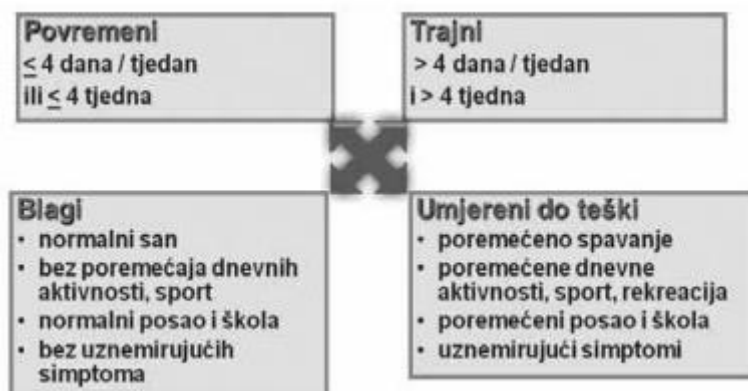 Povremeni
≤ 4 dana / tjedan
ili ≤ 4 tjedna
Trajni
> 4 dana / tjedan
i > 4 tjedna
Blagi
• normalni san
• bez poremećaja dnevnih
aktivnosti, sport
• normalni posao i škola
• bez uznemirujućih
simptoma
Umjereni do teški
• poremećeno spavanje
• poremećene dnevne
aktivnosti, sport, rekreacija
• poremećeni posao i škola
• uznemirujući simptomi